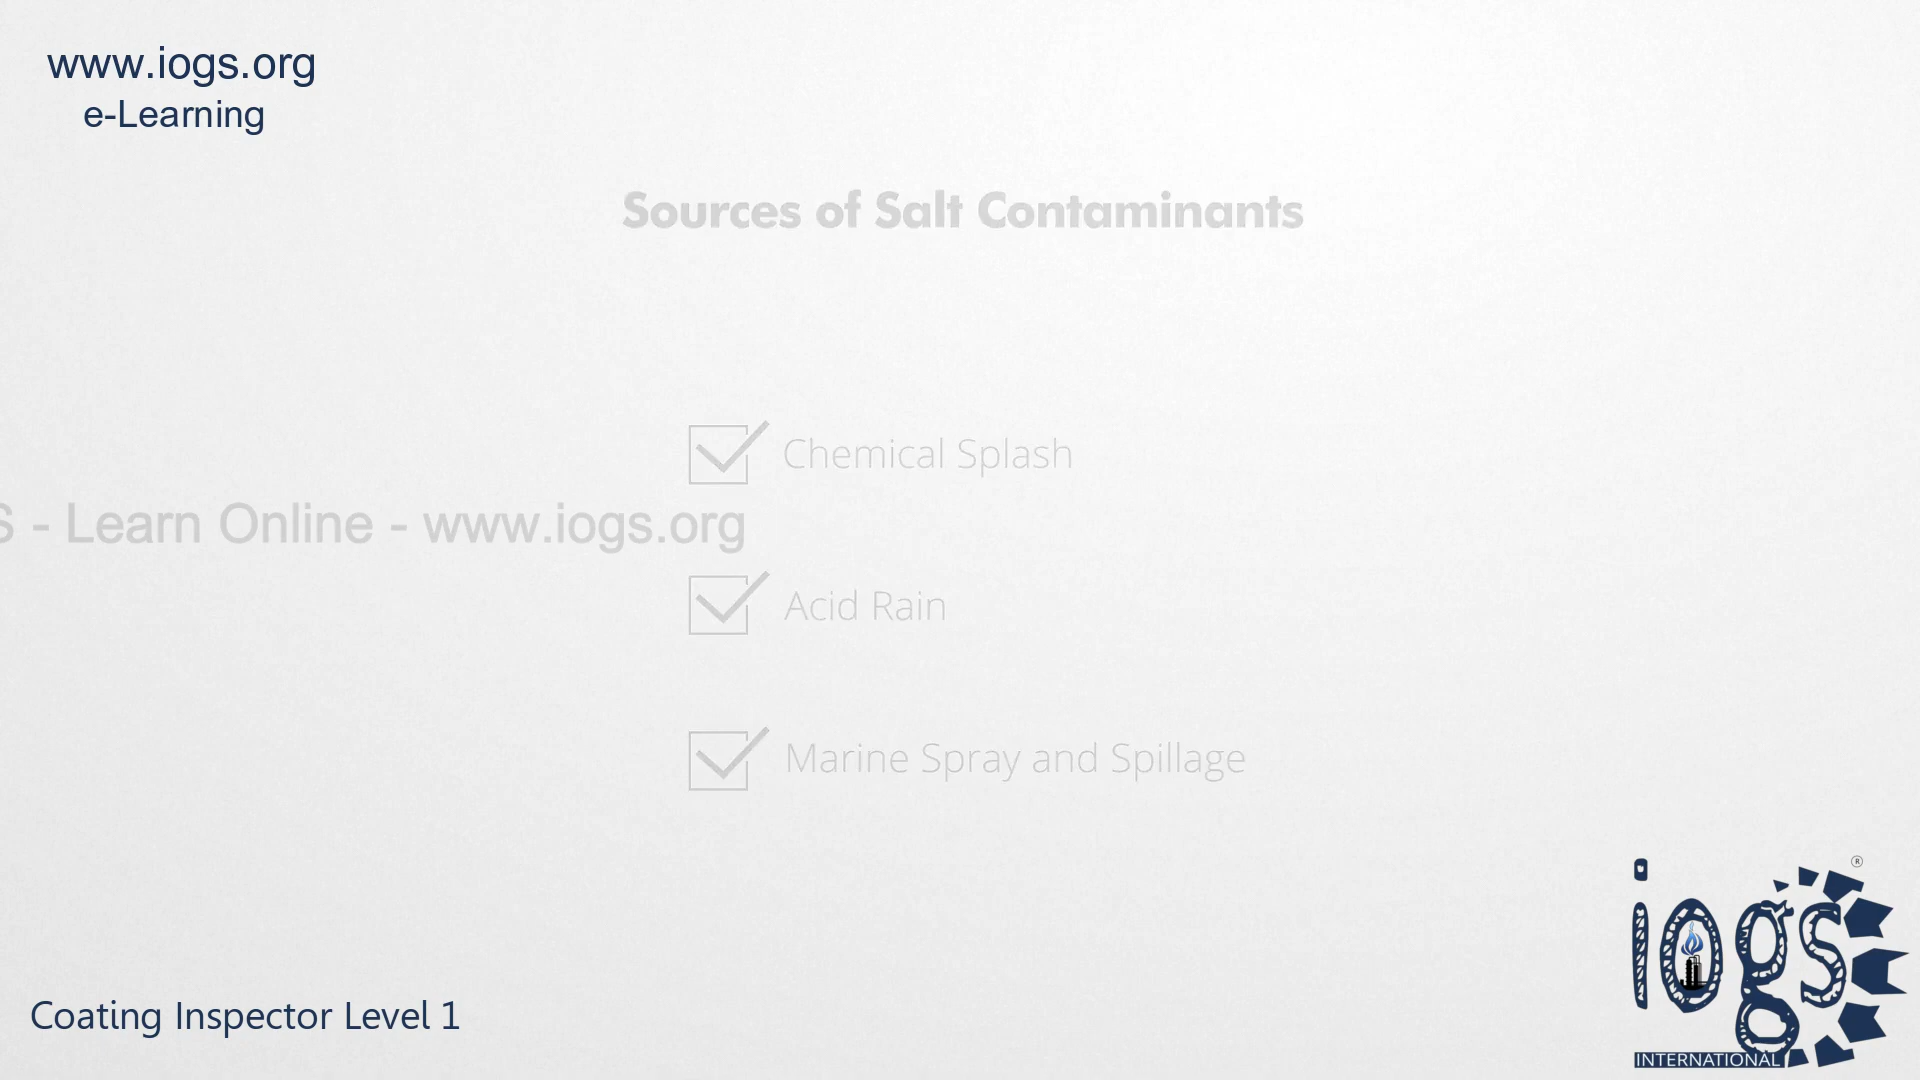 www.iogs.org
e-Learning
Sources of Salt Contaminants
Chemical Splash
S - Learn Online - www.iogs.org
Acid Rain
Marine Spray and Spillage
®
iogs
INTERNATIONAL
Coating Inspector Level 1